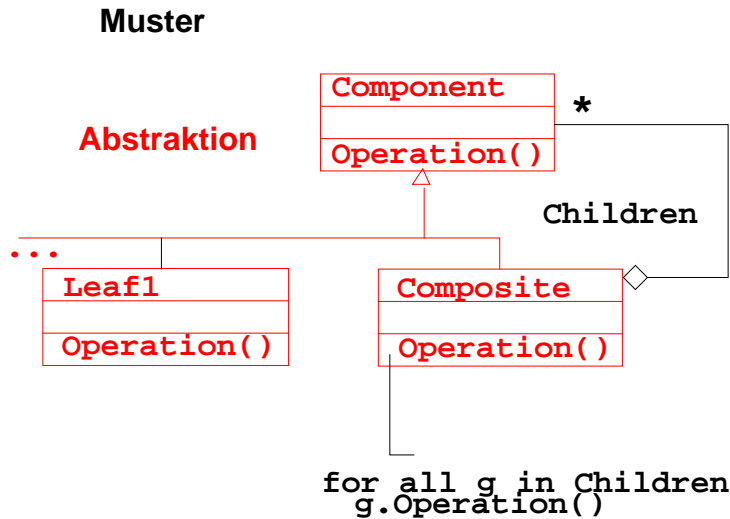 Muster
Component
*
Abstraktion
Operation()
Children
...
Leaf1
Composite
Operation()
Operation()
for all g in Children
g.Operation()